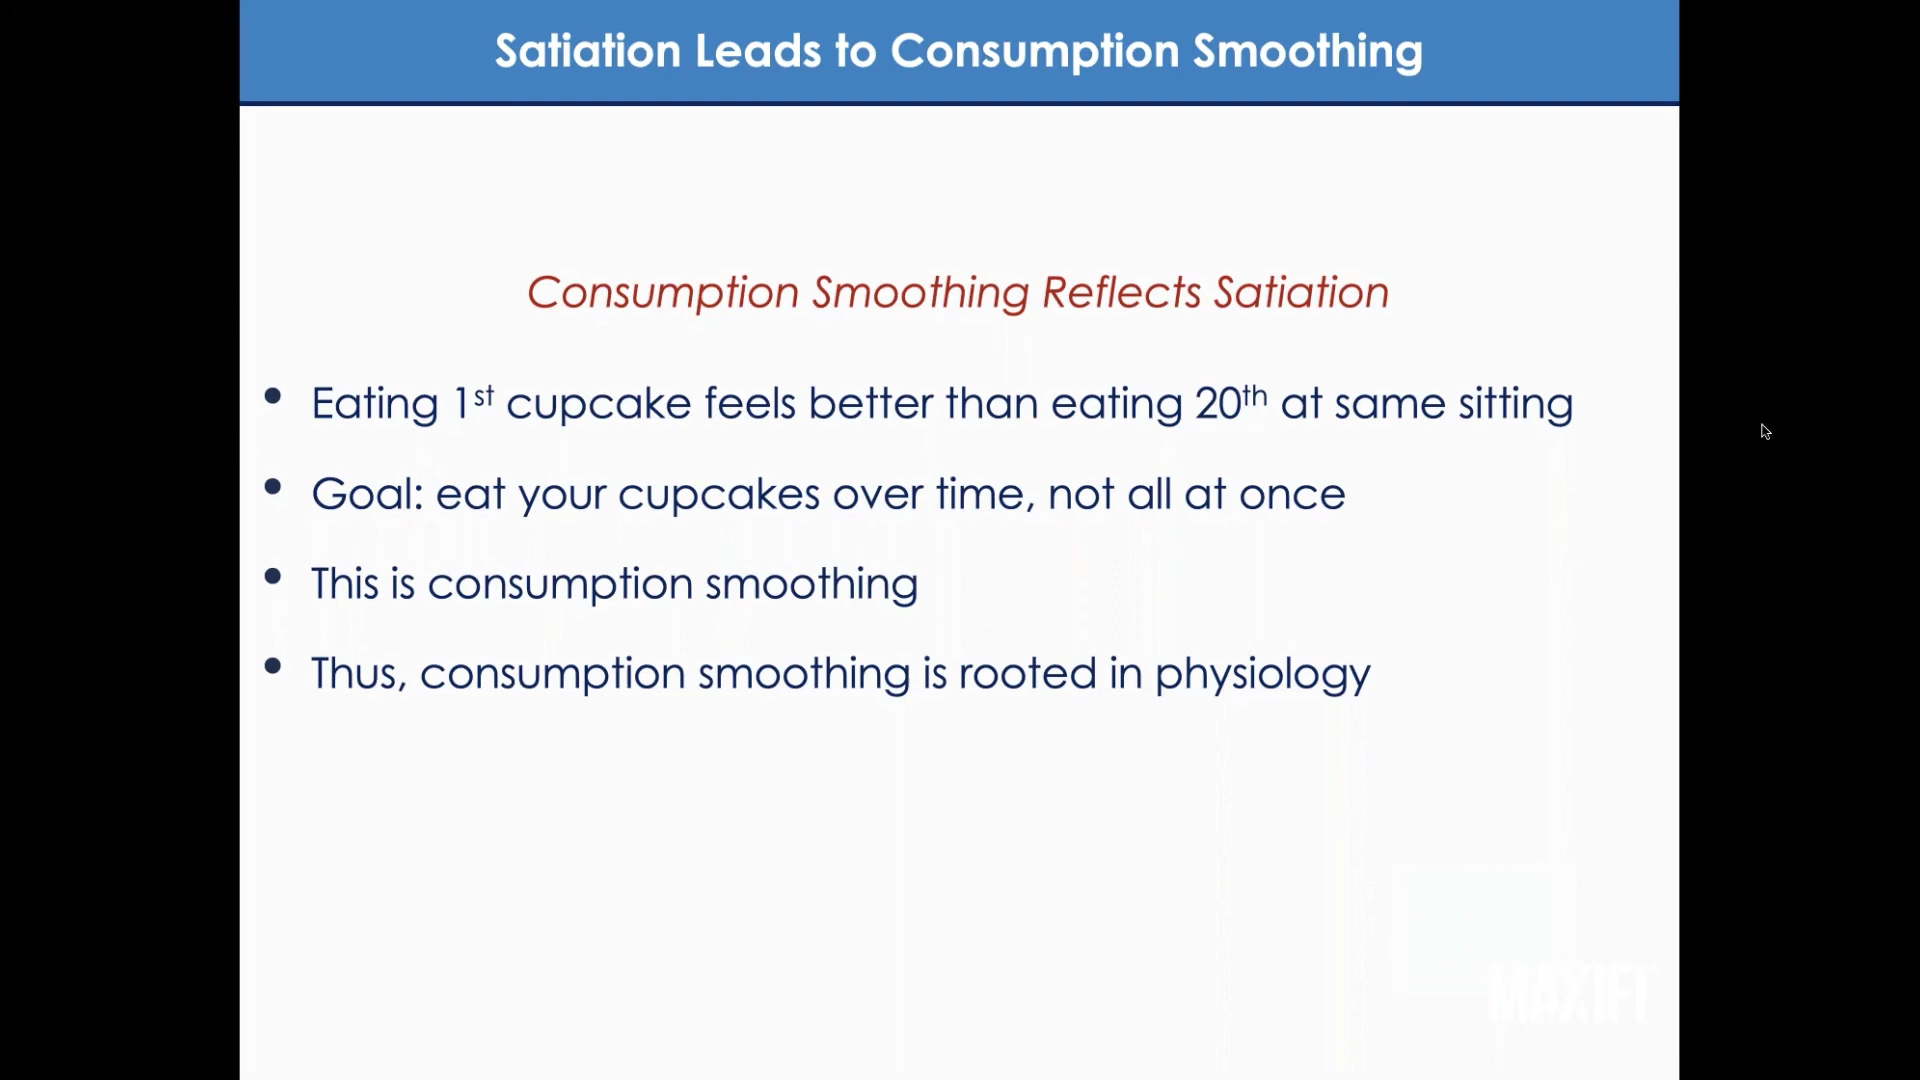 Satiation Leads to Consumption Smoothing
Consumption Smoothing Reflects Satiation
• Eating 1st cupcake feels better than eating 20th at same sitting
• Goal: eat your cupcakes over time, not all at once
• This is consumption smoothing
• Thus, consumption smoothing is rooted in physiology
MAXIFI